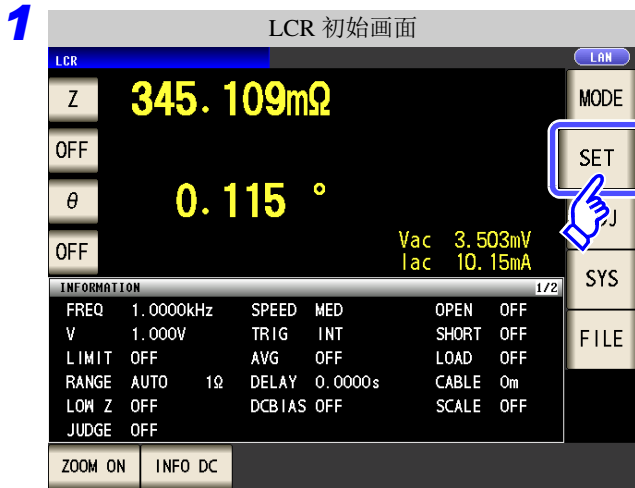 1
LCR 初始画面
LCR
LAN
Z
345.109mΩ
MODE
OFF
SET
θ
0.115 °
OFF
Vac 3.503mV
Iac 10.15mA
SYS
INFORMATION 1/2
FREQ 1.0000kHz SPEED MED OPEN OFF
V 1.000V TRIG INT SHORT OFF
FILE
LIMIT OFF AVG OFF LOAD OFF
RANGE AUTO 1Ω DELAY 0.0000s CABLE 0m
LOW Z OFF DCBIAS OFF SCALE OFF
JUDGE OFF
ZOOM ON INFO DC